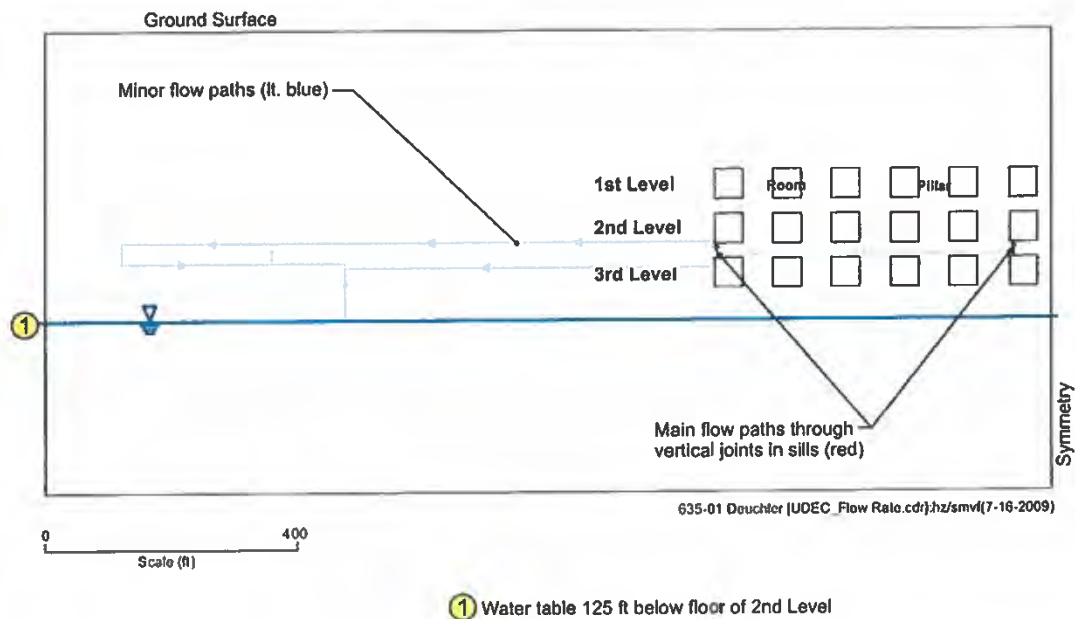 Ground Surface
Minor flow paths (lt. blue)
1st Level
Room
Pillar
2nd Level
3rd Level
1
Main flow paths through
vertical joints in sills (red)
Symmetry
635-01 Deuchler [UDEC_Flow Rate.cdr]:hz/smvf(7-16-2009)
0
400
Scale (ft)
1 Water table 125 ft below floor of 2nd Level